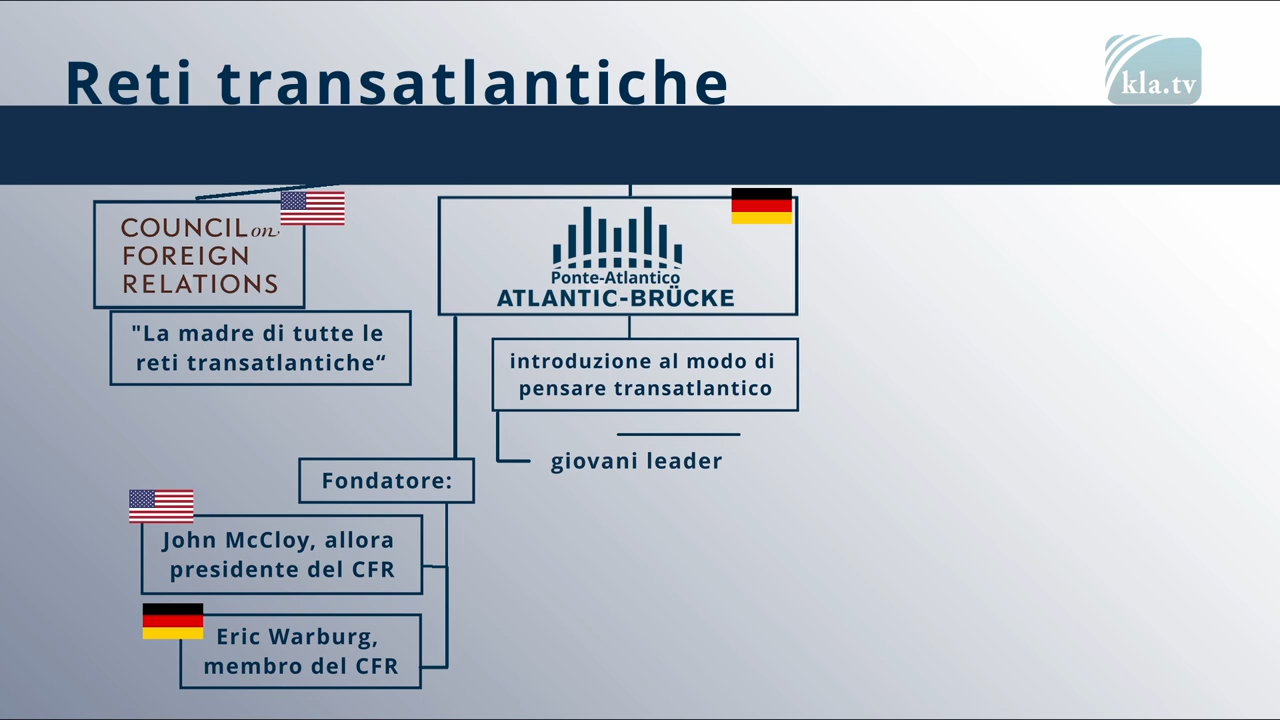 Reti transatlantiche
kla.tv
COUNCIL on
FOREIGN
RELATIONS
"La madre di tutte le
reti transatlantiche“
Ponte-Atlantico
ATLANTIC-BRÜCKE
introduzione al modo di
pensare transatlantico
giovani leader
Fondatore:
John McCloy, allora
presidente del CFR
Eric Warburg,
membro del CFR